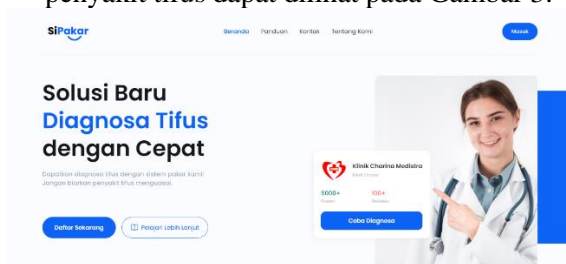 penyakit tifus dapat dilihat pada Gambar 3.
SiPakar
Beranda Panduan Kontak Tentang Kami
Masuk
Solusi Baru
Diagnosa Tifus
dengan Cepat
Dapatkan diagnosa tifus dengan sistem pakar kami!
Jangan biarkan penyakit tifus menguasai.
Daftar Sekarang
Pelajari Lebih Lanjut
Klinik Charina Medistra
5000+ 100+
Coba Diagnosa